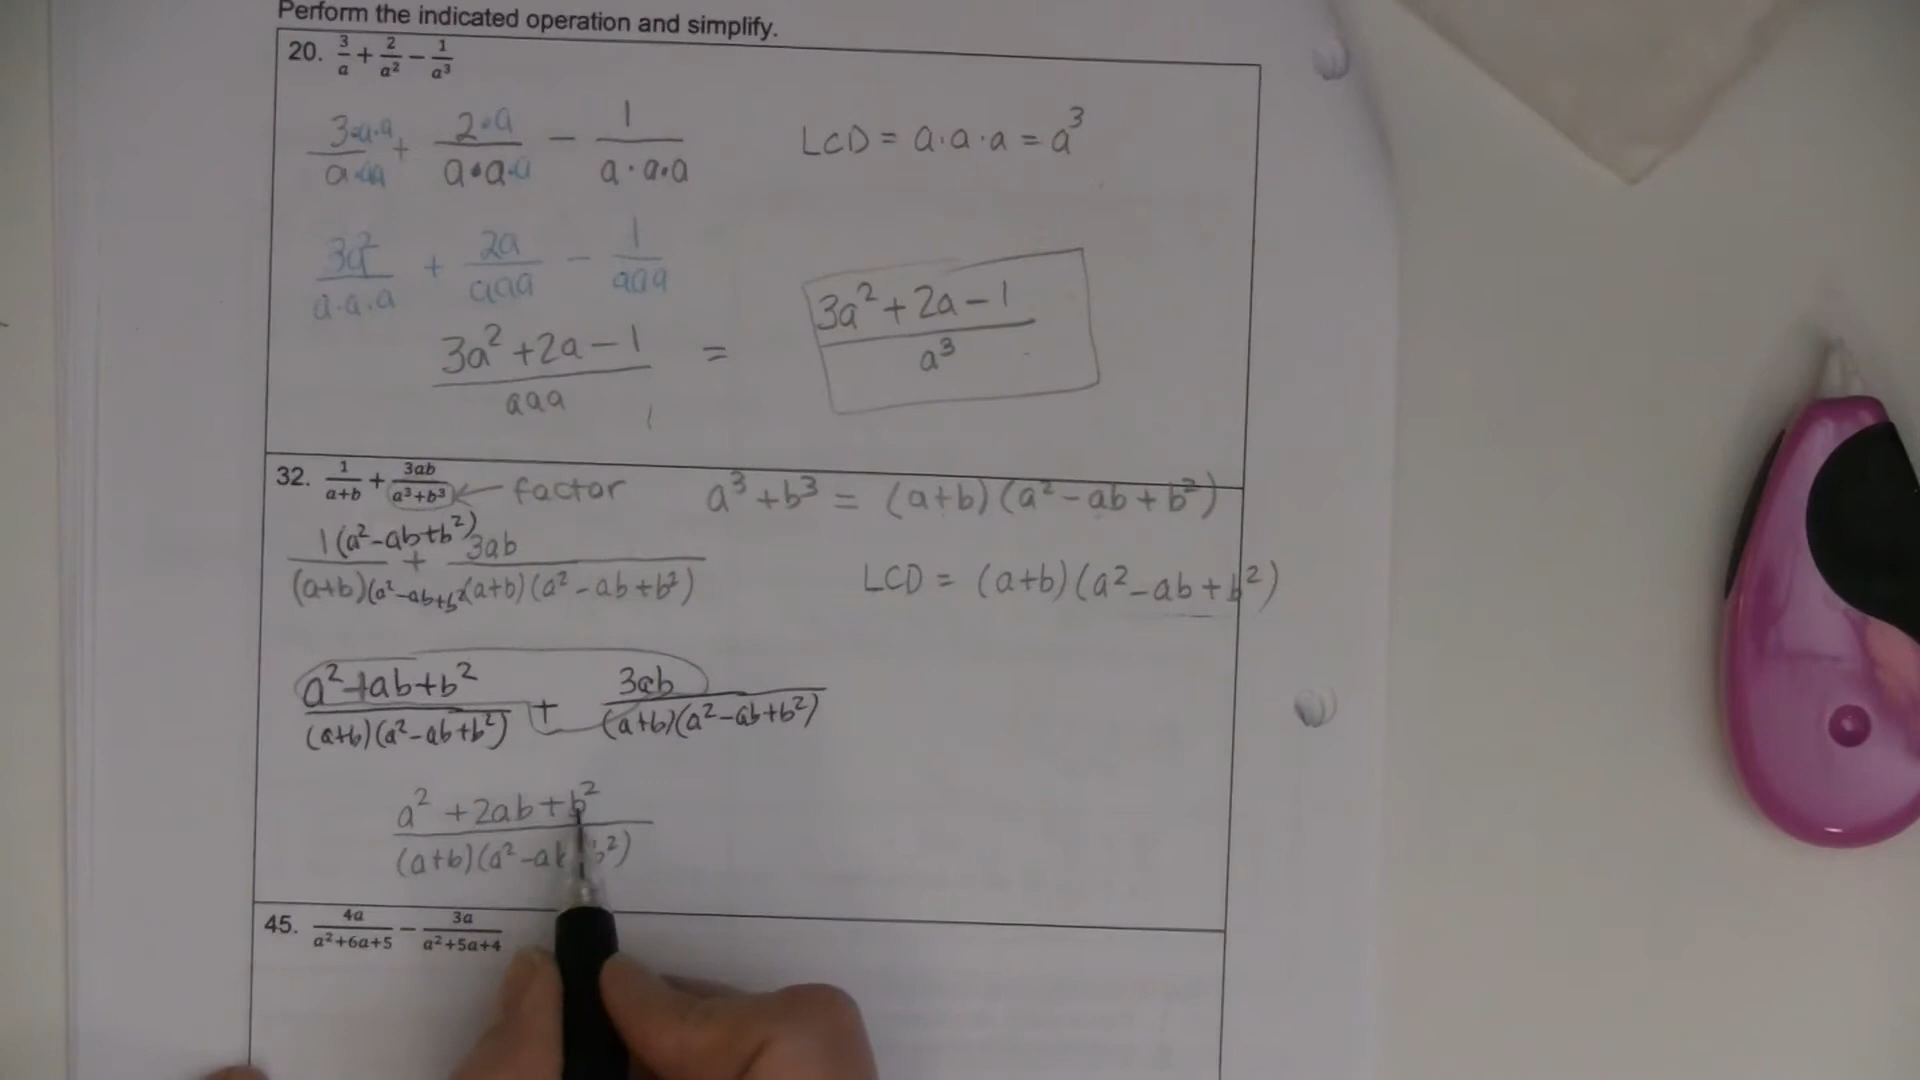 Perform the indicated operation and simplify.
20. 3/a + 2/a² − 1/a³
3·a·a/a·aa + 2·a/a·a·a − 1/a·a·a
LCD = a·a·a = a³
3a²/a·a·a + 2a/aaa − 1/aaa
3a²+2a−1/aaa = 3a²+2a−1/a³
32. 1/a+b + 3ab/a³+b³ ← factor a³+b³ = (a+b)(a²−ab+b²)
1(a²−ab+b²)/(a+b)(a²−ab+b² + 3ab/(a+b)(a²−ab+b²)
LCD = (a+b)(a²−ab+b²)
a²+ab+b²/(a+b)(a²−ab+b²) + 3ab/(a+b)(a²−ab+b²)
a²+2ab+b²/(a+b)(a²−ab b²)
45. 4a/a²+6a+5 − 3a/a²+5a+4